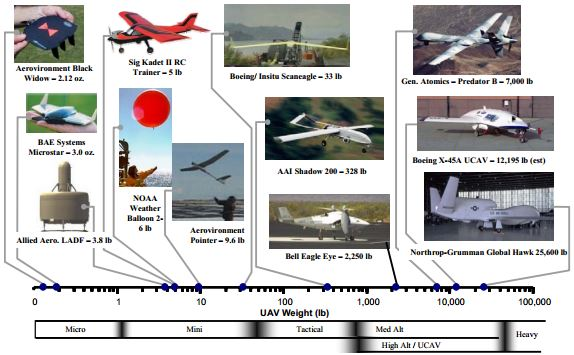 Aerovironment Black
Widow – 2.12 oz.
Sig Kadet II RC
Trainer – 5 lb
Boeing/ Insitu Scaneagle – 33 lb
Gen. Atomics – Predator B – 7,000 lb
BAE Systems
Microstar – 3.0 oz.
NOAA
Weather
Balloon 2-
6 lb
AAI Shadow 200 – 328 lb
Boeing X-45A UCAV – 12,195 lb (est)
Allied Aero. LADF – 3.8 lb
Aerovironment
Pointer – 9.6 lb
Bell Eagle Eye – 2,250 lb
Northrop-Grumman Global Hawk 25,600 lb
0 1 10 100 1,000 10,000 100,000
UAV Weight (lb)
Micro Mini Tactical Med Alt Heavy
High Alt / UCAV